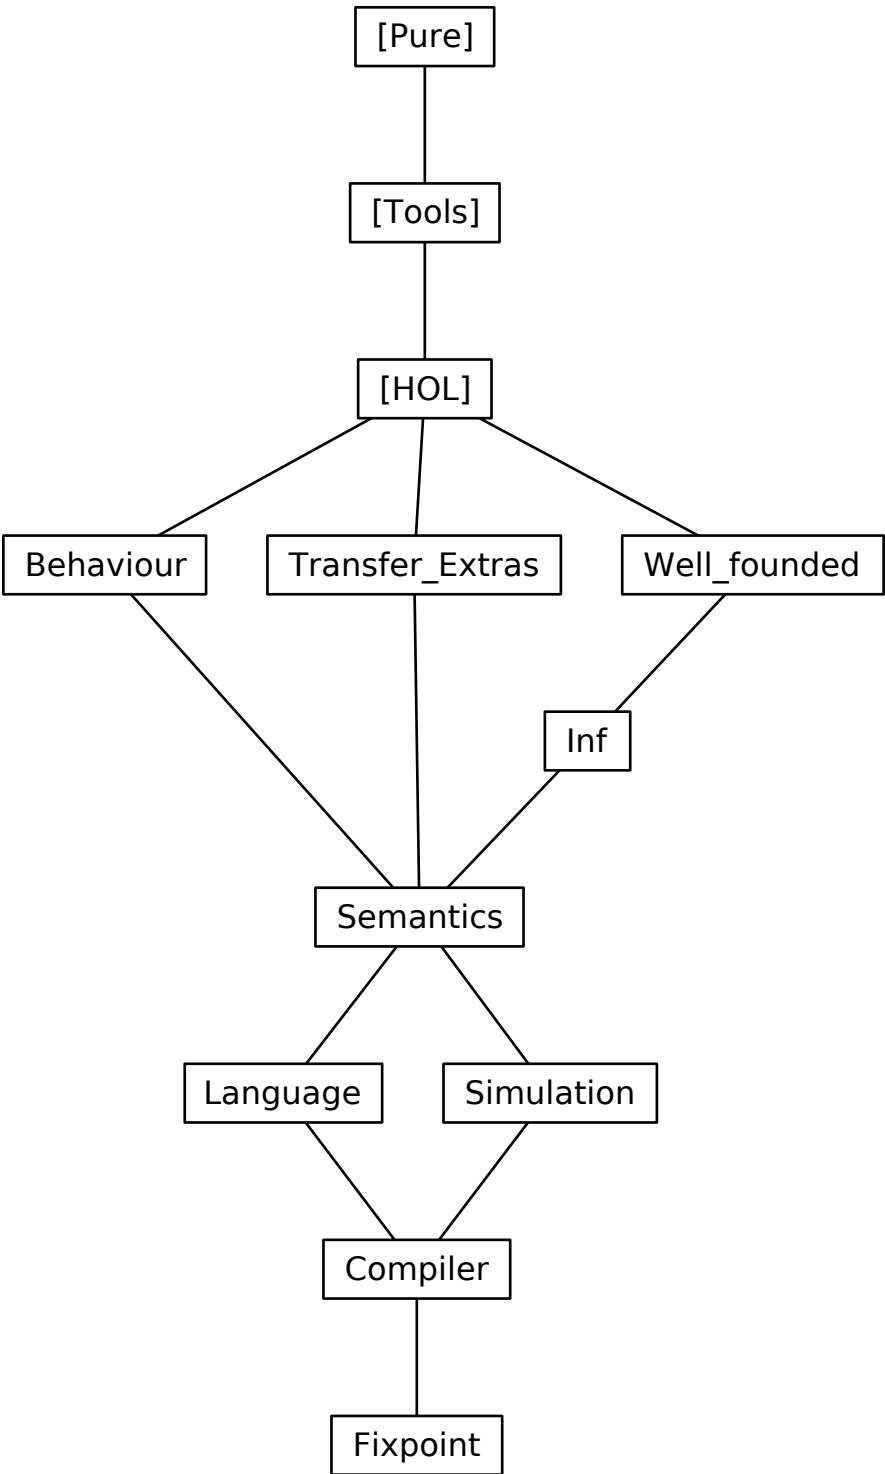 [Pure]
[Tools]
[HOL]
Behaviour
Transfer_Extras
Well_founded
Inf
Semantics
Language
Simulation
Compiler
Fixpoint